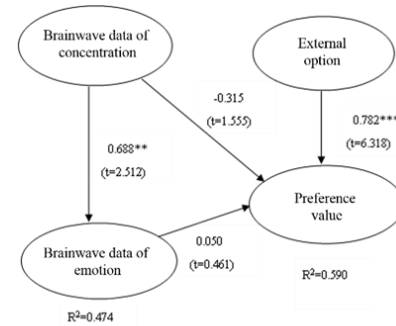 Brainwave data of
concentration
External
option
-0.315
(t=1.555)
0.782***
(t=6.318)
0.688**
(t=2.512)
Preference
value
Brainwave data of
emotion
0.050
(t=0.461)
R²=0.590
R²=0.474